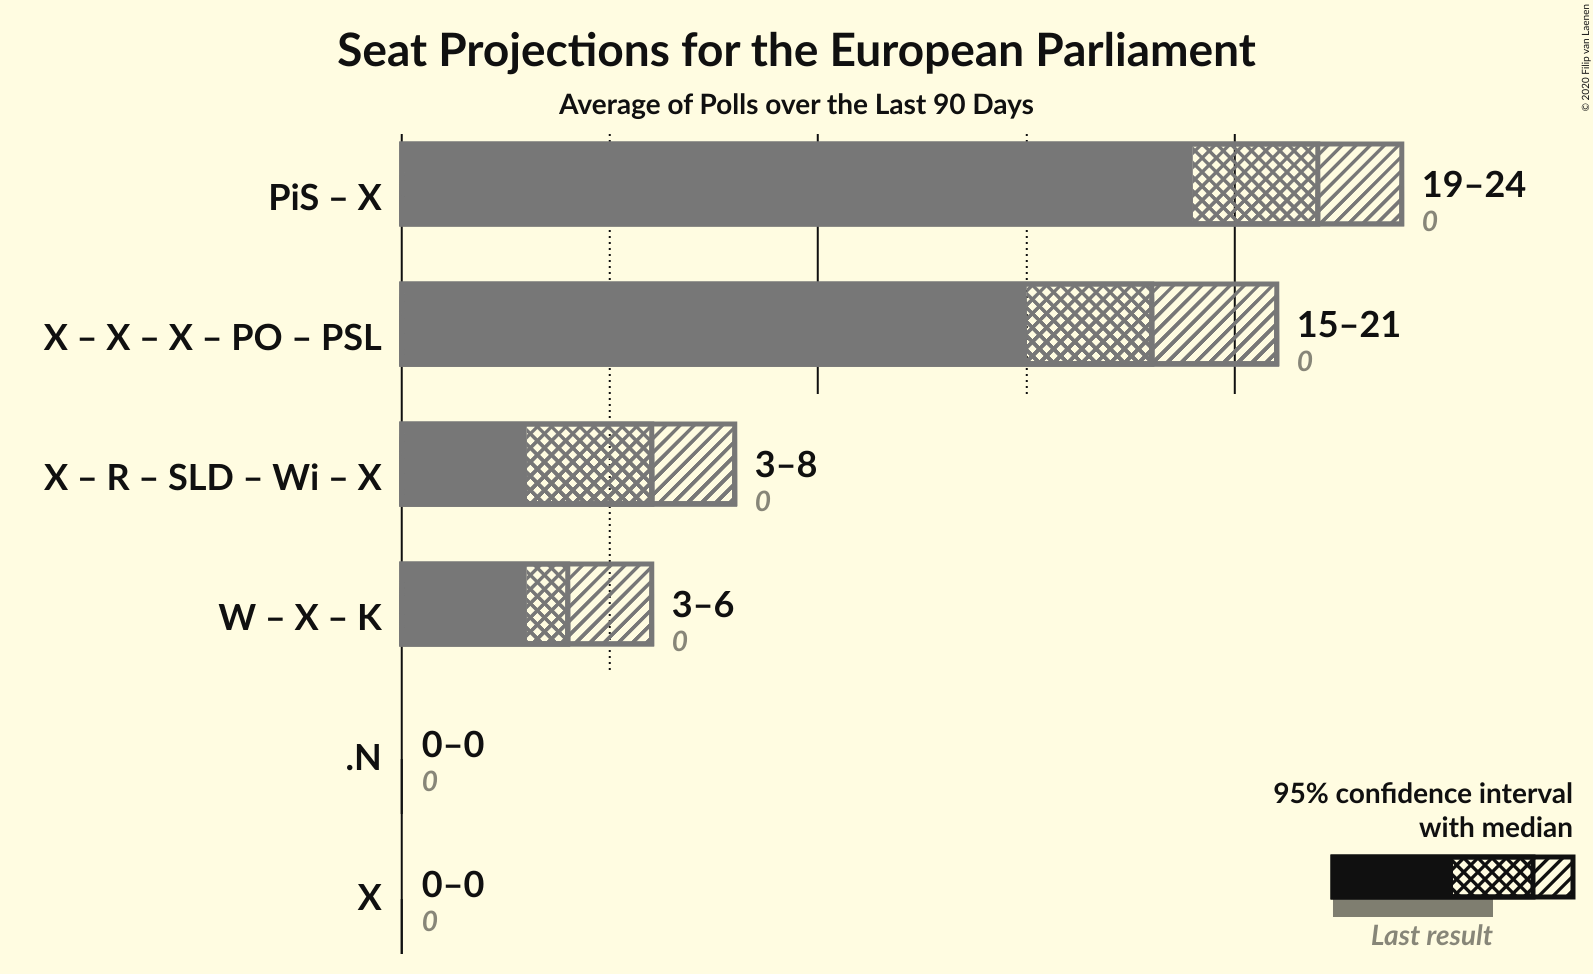 Seat Projections for the European Parliament
Average of Polls over the Last 90 Days
© 2020 Filip van Laenen
PiS – X
19–24
0
X – X – X – PO – PSL
15–21
0
X – R – SLD – Wi – X
3–8
0
W – X – K
3–6
0
.N
0–0
0
X
0–0
0
95% confidence interval
with median
Last result